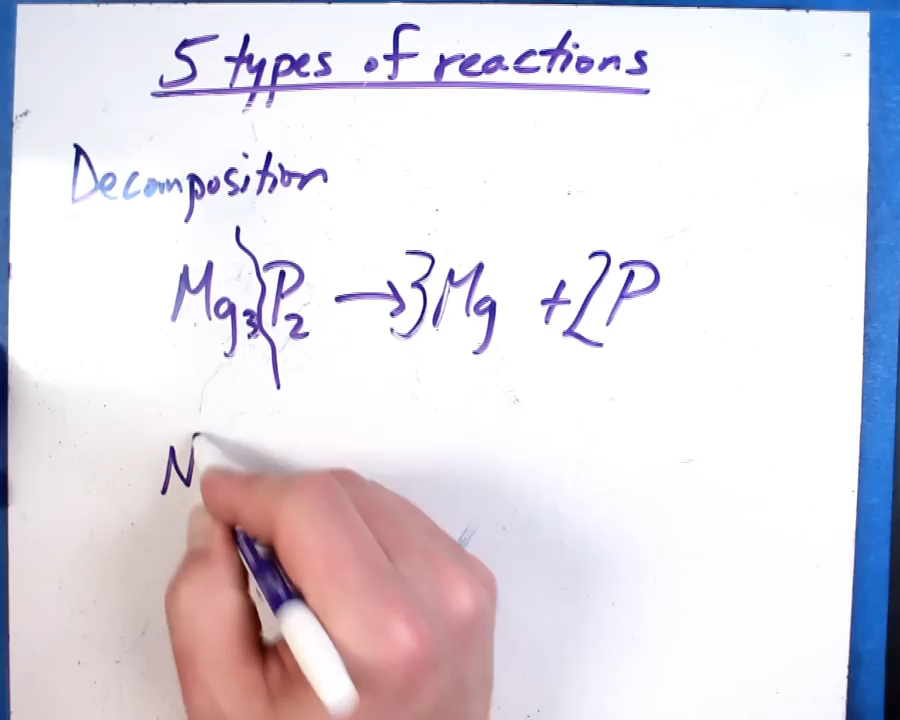 5 types of reactions
Decomposition
Mg₃P₂ → 3Mg + 2P
N